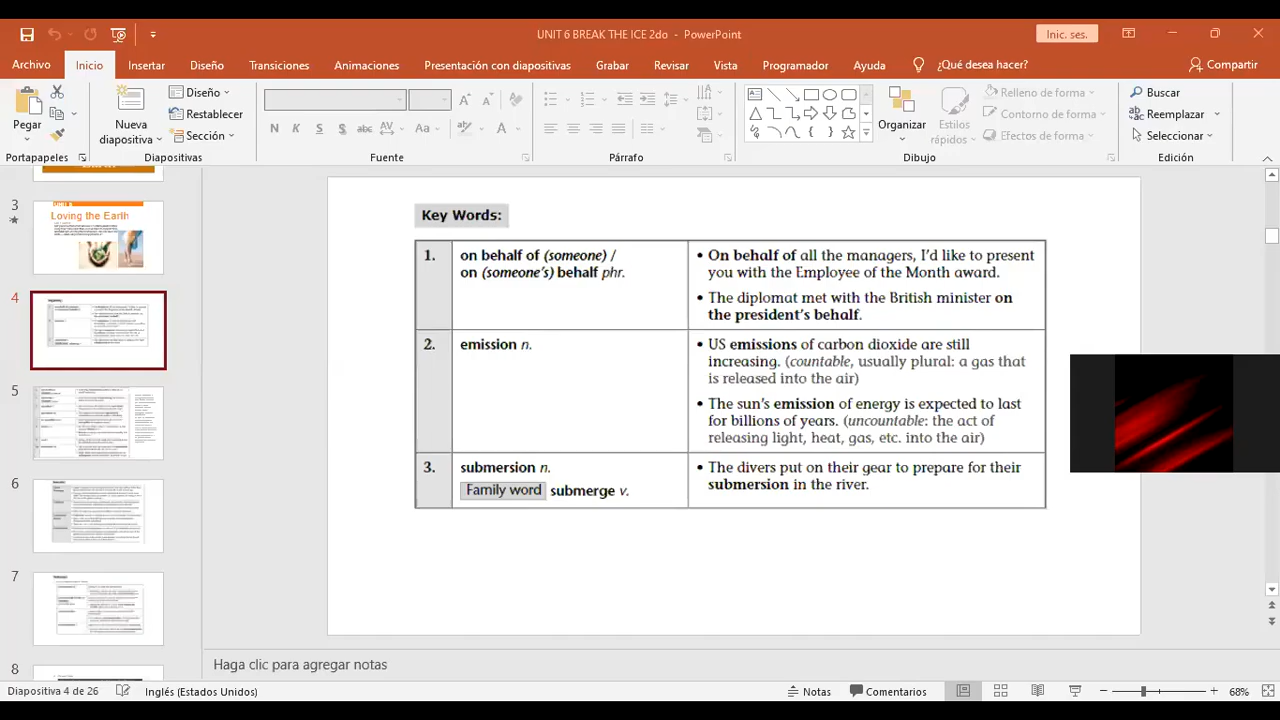 UNIT 6 BREAK THE ICE 2do - PowerPoint
Inic. ses.
Archivo Inicio Insertar Diseño Transiciones Animaciones Presentación con diapositivas Grabar Revisar Vista Programador Ayuda ¿Qué desea hacer? Compartir
Pegar
Nueva
diapositiva
Diseño
Restablecer
Sección
N K S S abc AV Aa A
Organizar
Estilos
rápidos
Relleno de forma
Contorno de forma
Efectos de forma
Buscar
Reemplazar
Seleccionar
Portapapeles Diapositivas Fuente Párrafo Dibujo Edición
3
Loving the Earth
4
5
6
7
8
Key Words:
1. on behalf of (someone) /
on (someone's) behalf phr.
• On behalf of all the managers, I'd like to present
you with the Employee of the Month award.
• The diplomat met with the British minister on
the president's behalf.
2. emission n.
• US emissions of carbon dioxide are still
increasing. (countable, usually plural: a gas that
is released into the air)
• The sun's emission of energy is expected to last
for billions of years. (uncountable: the act of
releasing light, heat, gas, etc. into the air)
3. submersion n.
Family word submerge v.
• The divers put on their gear to prepare for their
submersion in the river.
Haga clic para agregar notas
Diapositiva 4 de 26 Inglés (Estados Unidos) Notas Comentarios 68%